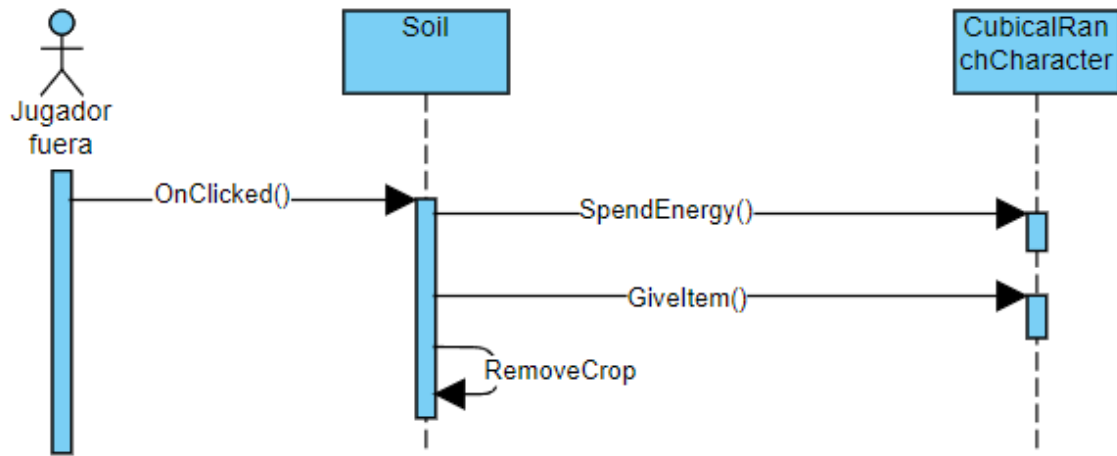 Soil
CubicalRan
chCharacter
Jugador
fuera
OnClicked()
SpendEnergy()
GiveItem()
RemoveCrop